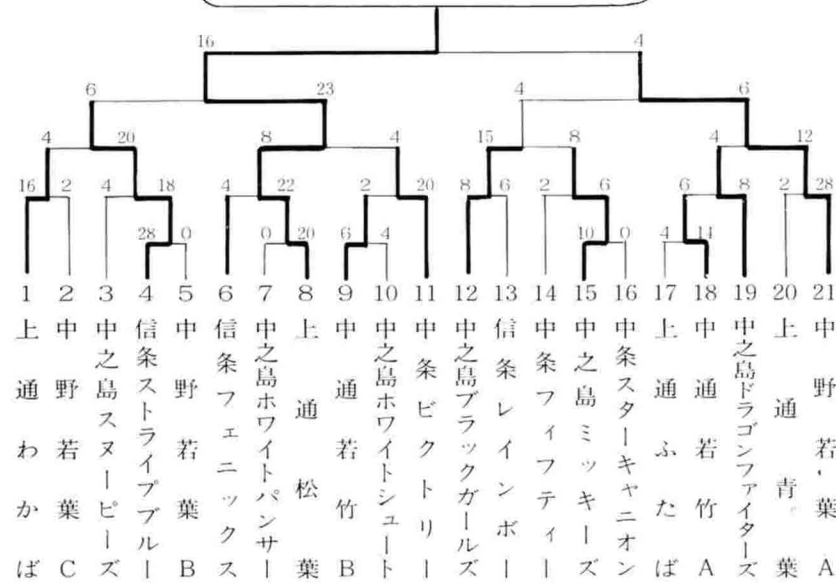 16 4
6 23 4 6
4 20 8 4 15 8 4 12
16 2 4 18 4 22 2 20 8 6 2 6 6 8 2 28
28 0 0 20 6 4 10 0 4 14
1 2 3 4 5 6 7 8 9 10 11 12 13 14 15 16 17 18 19 20 21
上通わかば
中野若葉C
中之島スヌーピーズ
信条ストライプブルー
中野若葉B
信条フェニックス
中之島ホワイトパンサー
上通松葉
中通若竹B
中之島ホワイトシュート
中条ビクトリー
中之島ブラックガールズ
信条レインボー
中条フィフティー
中之島ミッキーズ
中条スターキャニオン
上通ふたば
中通若竹A
中之島ドラゴンファイターズ
上通青葉
中野若葉A